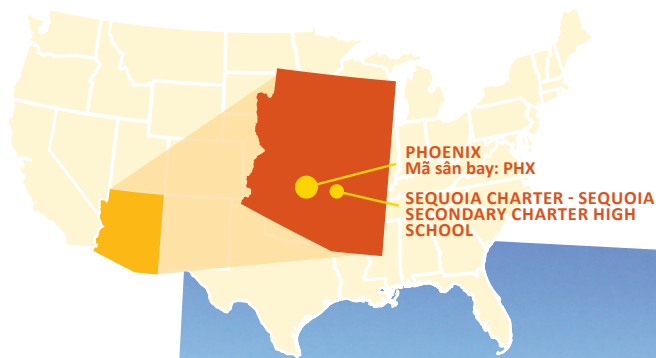 PHOENIX
Mã sân bay: PHX
SEQUOIA CHARTER - SEQUOIA
SECONDARY CHARTER HIGH
SCHOOL